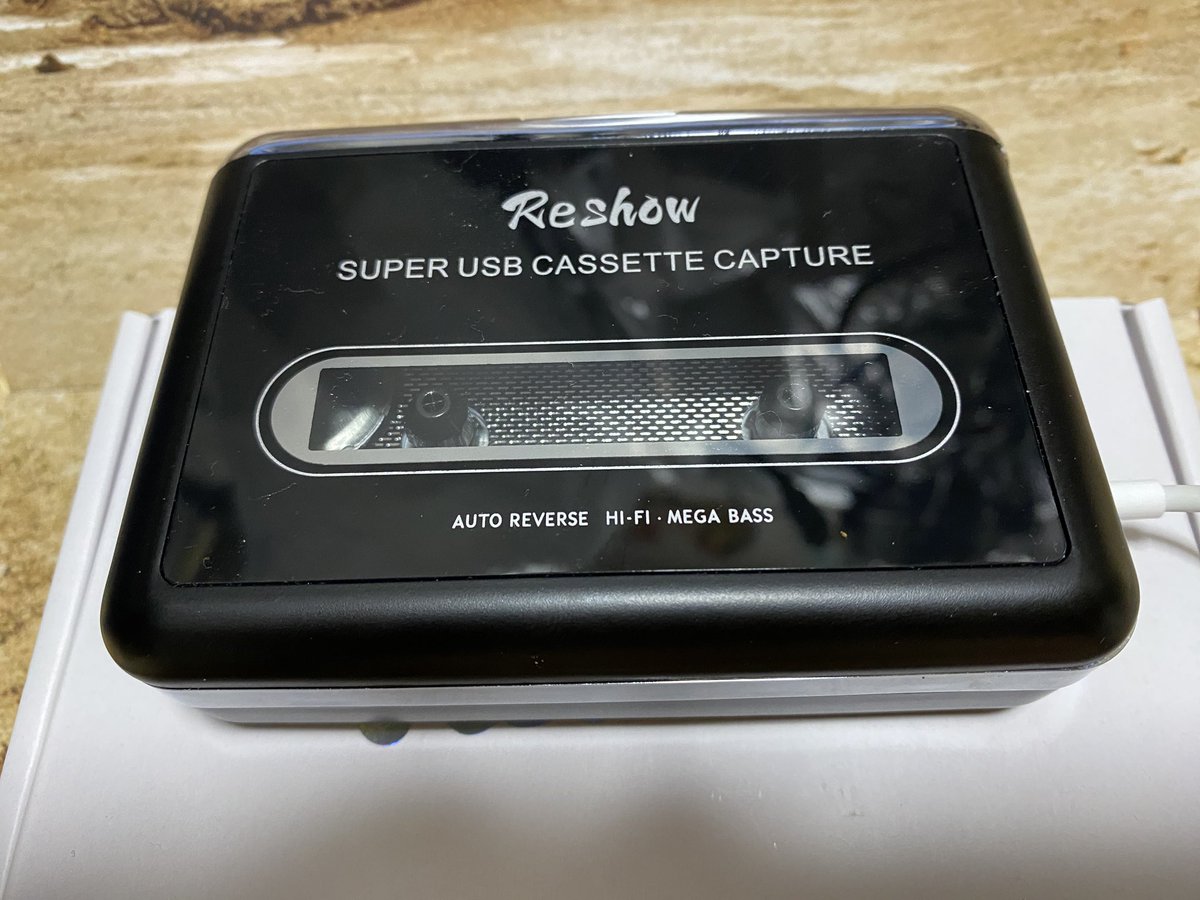 Reshow
SUPER USB CASSETTE CAPTURE
AUTO REVERSE HI-FI · MEGA BASS